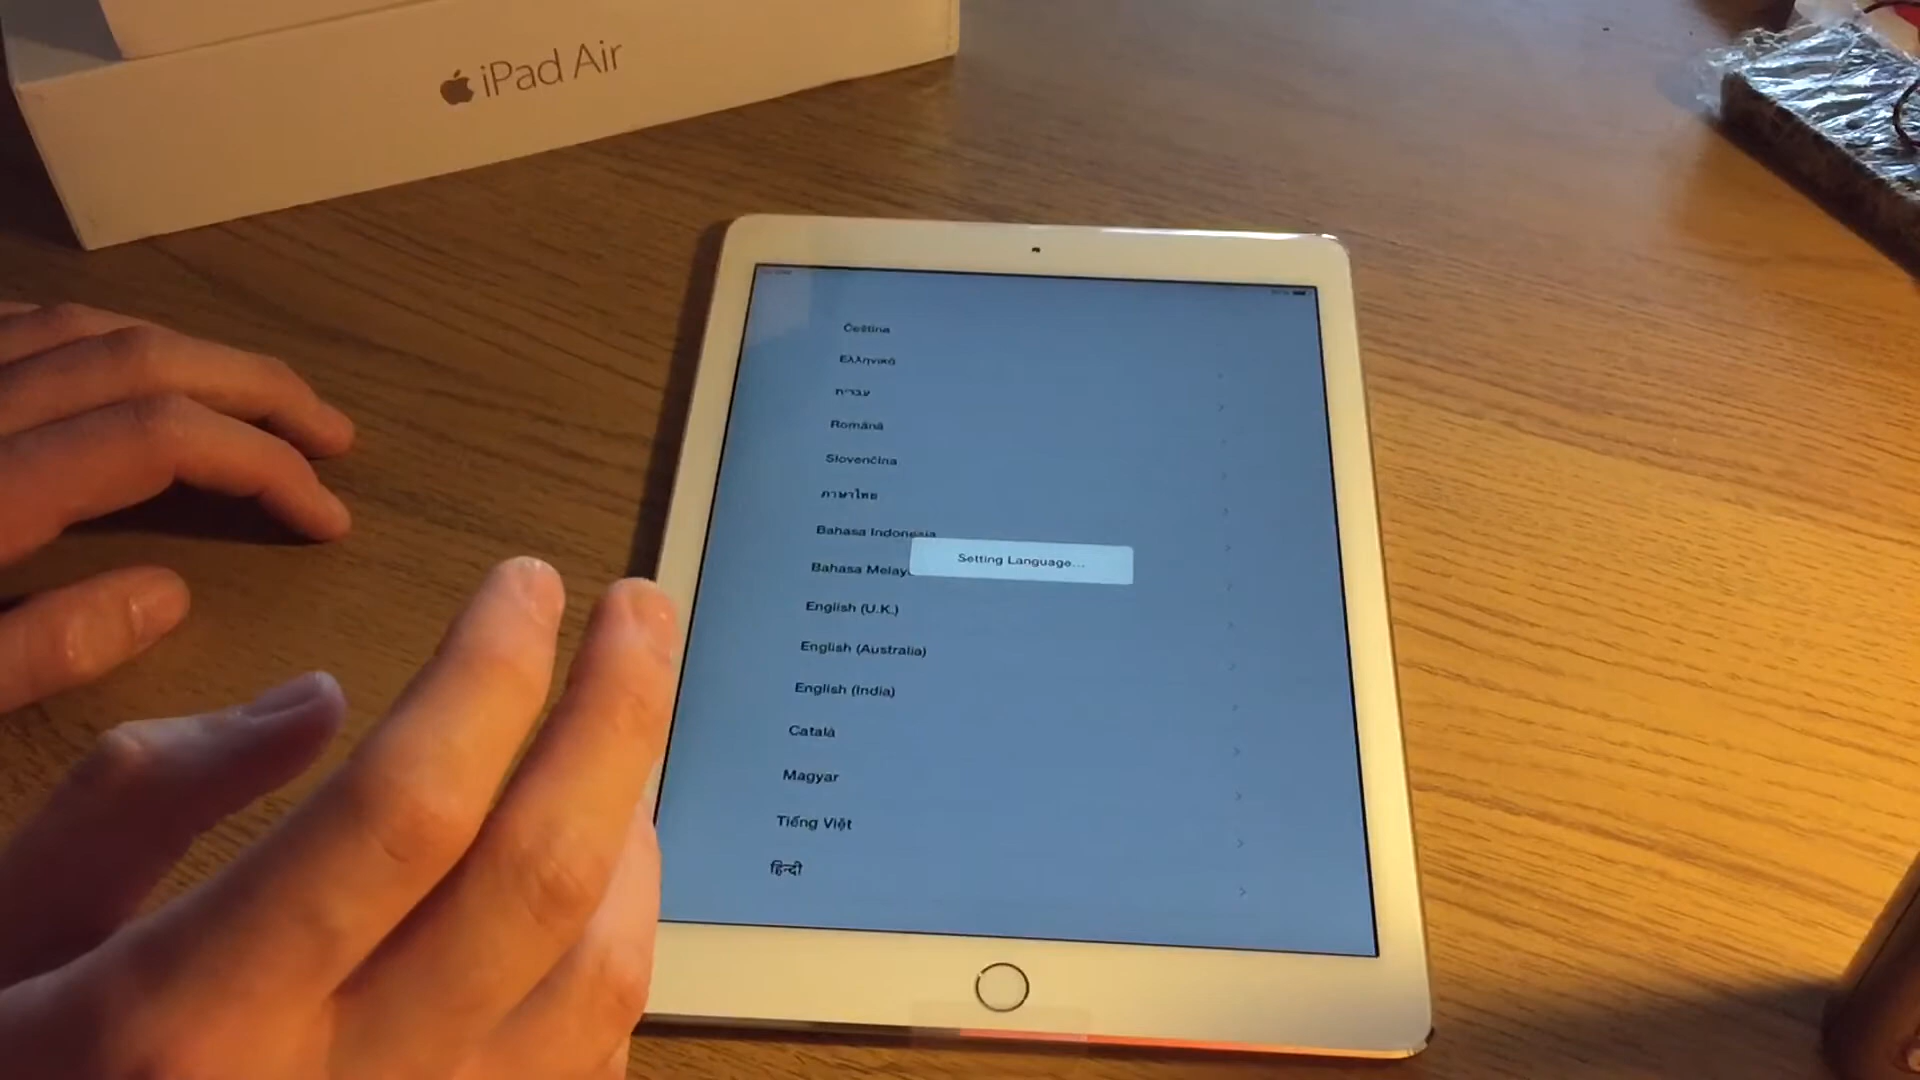 iPad Air
Čeština
Ελληνικά
עברית
Română
Slovenčina
ภาษาไทย
Bahasa Indonesia
Setting Language...
Bahasa Melayu
English (U.K.)
English (Australia)
English (India)
Català
Magyar
Tiếng Việt
हिन्दी